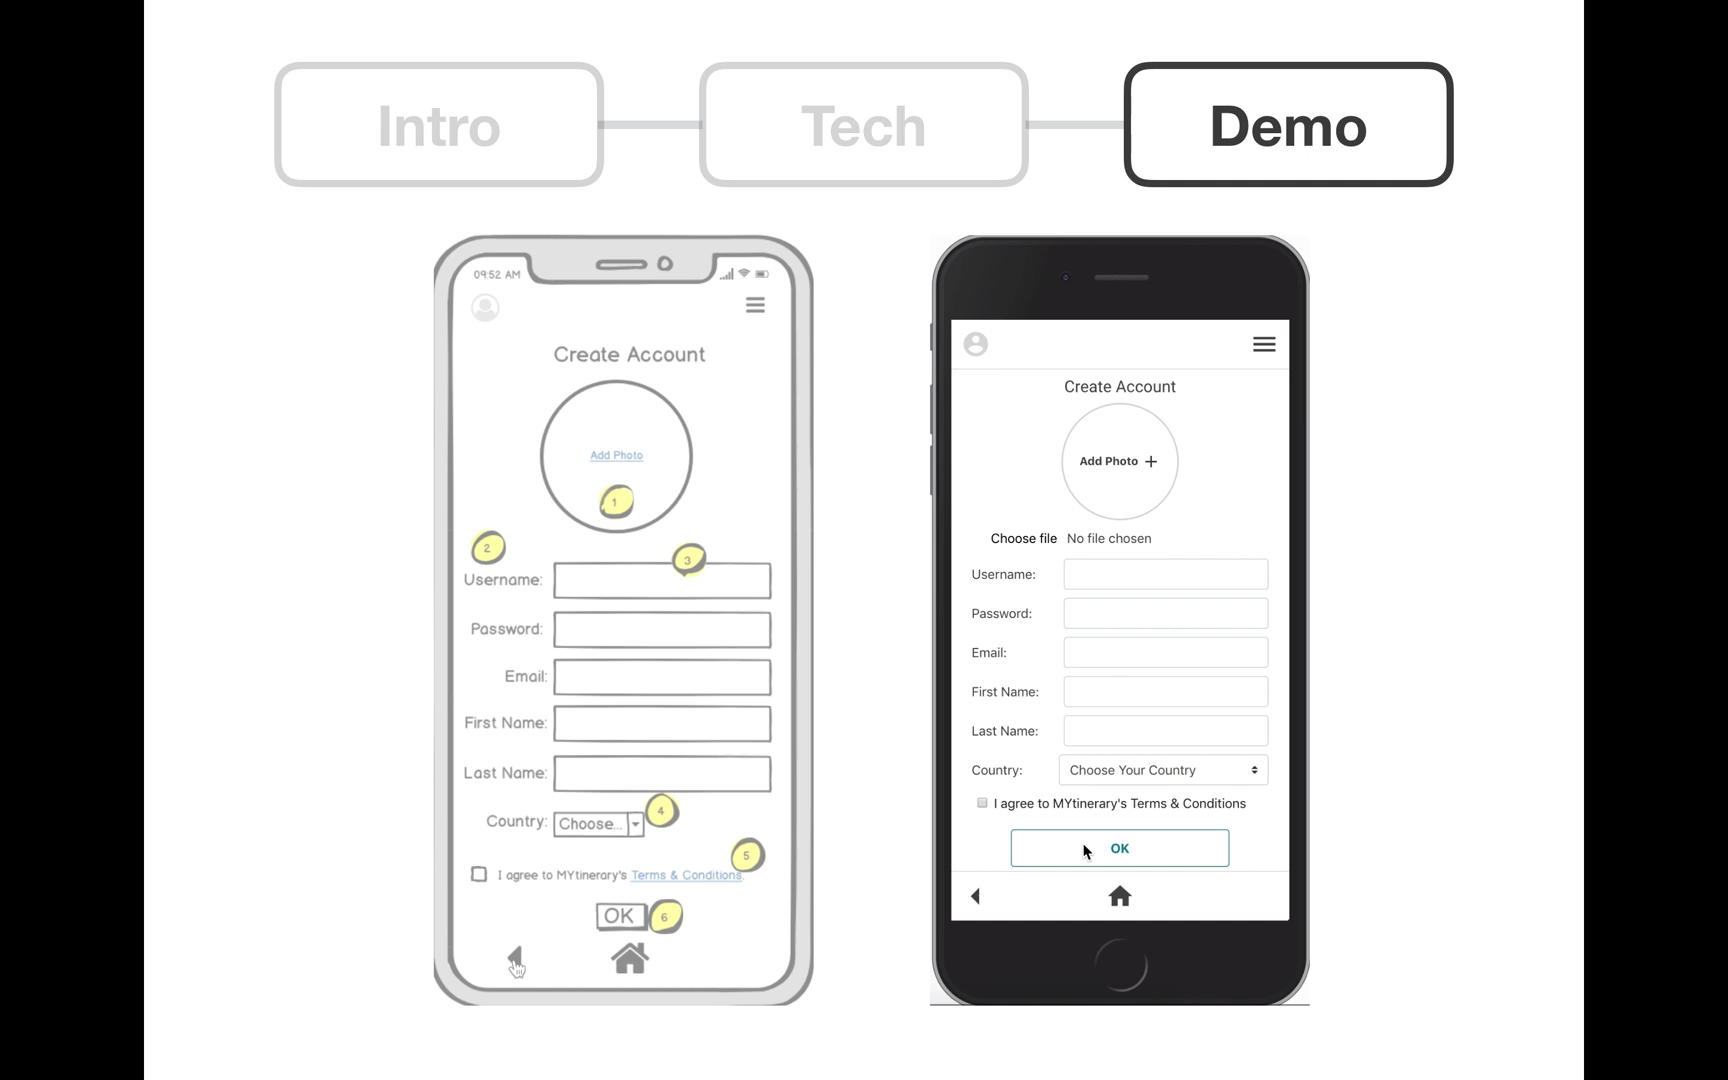 Intro
Tech
Demo
09:52 AM
Create Account
Add Photo
1
2
3
Username:
Password:
Email:
First Name:
Last Name:
Country: Choose...
4
5
I agree to MYtinerary's Terms & Conditions.
OK
6
Create Account
Add Photo +
Choose file No file chosen
Username:
Password:
Email:
First Name:
Last Name:
Country: Choose Your Country
I agree to MYtinerary's Terms & Conditions
OK